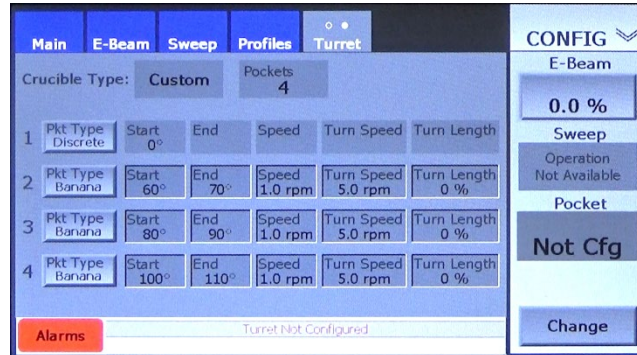 Main E-Beam Sweep Profiles Turret
CONFIG
E-Beam
0.0 %
Sweep
Operation
Not Available
Pocket
Not Cfg
Change
Crucible Type: Custom Pockets 4
1 Pkt Type Discrete Start 0° End Speed Turn Speed Turn Length
2 Pkt Type Banana Start 60° End 70° Speed 1.0 rpm Turn Speed 5.0 rpm Turn Length 0 %
3 Pkt Type Banana Start 80° End 90° Speed 1.0 rpm Turn Speed 5.0 rpm Turn Length 0 %
4 Pkt Type Banana Start 100° End 110° Speed 1.0 rpm Turn Speed 5.0 rpm Turn Length 0 %
Alarms Turret Not Configured